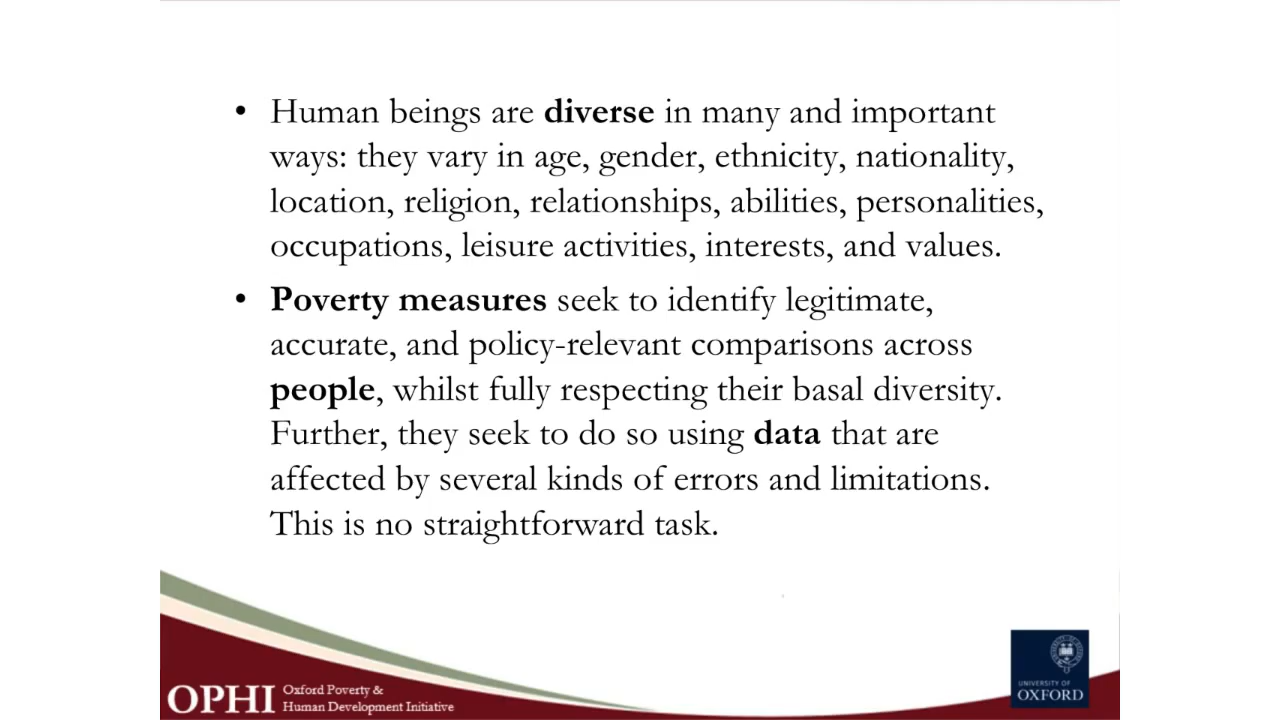 • Human beings are diverse in many and important
ways: they vary in age, gender, ethnicity, nationality,
location, religion, relationships, abilities, personalities,
occupations, leisure activities, interests, and values.
• Poverty measures seek to identify legitimate,
accurate, and policy-relevant comparisons across
people, whilst fully respecting their basal diversity.
Further, they seek to do so using data that are
affected by several kinds of errors and limitations.
This is no straightforward task.
OPHI
Oxford Poverty &
Human Development Initiative
UNIVERSITY OF
OXFORD